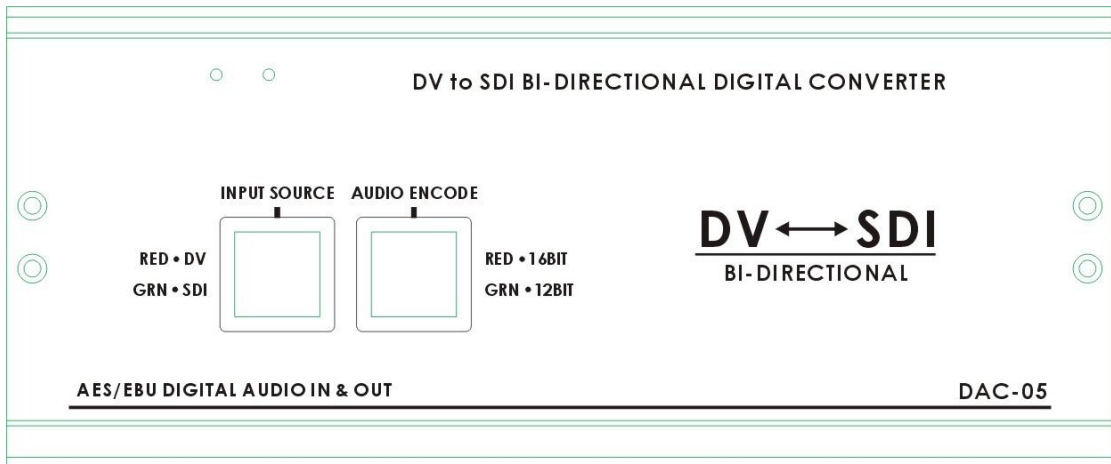 DV to SDI BI-DIRECTIONAL DIGITAL CONVERTER
INPUT SOURCE
AUDIO ENCODE
RED • DV
GRN • SDI
RED • 16BIT
GRN • 12BIT
DV ↔ SDI
BI-DIRECTIONAL
AES/EBU DIGITAL AUDIO IN & OUT
DAC-05